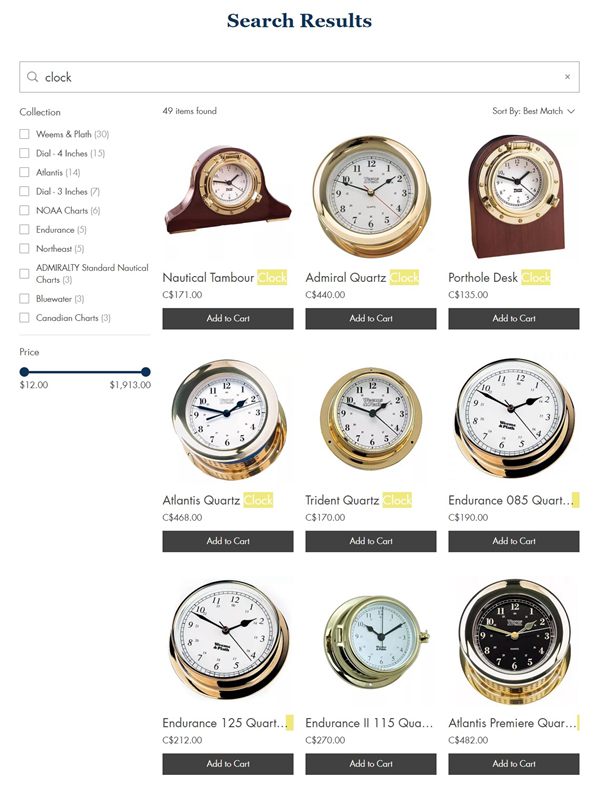 Search Results
clock
×
Collection
49 items found
Sort By: Best Match
Weems & Plath (30)
Dial - 4 Inches (15)
Atlantis (14)
Dial - 3 Inches (7)
NOAA Charts (6)
Endurance (5)
Northeast (5)
ADMIRALTY Standard Nautical
Charts (3)
Bluewater (3)
Canadian Charts (3)
Price
$12.00
$1,913.00
Nautical Tambour Clock
C$171.00
Add to Cart
Admiral Quartz Clock
C$440.00
Add to Cart
Porthole Desk Clock
C$135.00
Add to Cart
Atlantis Quartz Clock
C$468.00
Add to Cart
Trident Quartz Clock
C$170.00
Add to Cart
Weems
& Plath
Endurance 085 Quart...
C$190.00
Add to Cart
Weems
& Plath
Endurance 125 Quart...
C$212.00
Add to Cart
Endurance II 115 Qua...
C$270.00
Add to Cart
Atlantis Premiere Quar...
C$482.00
Add to Cart